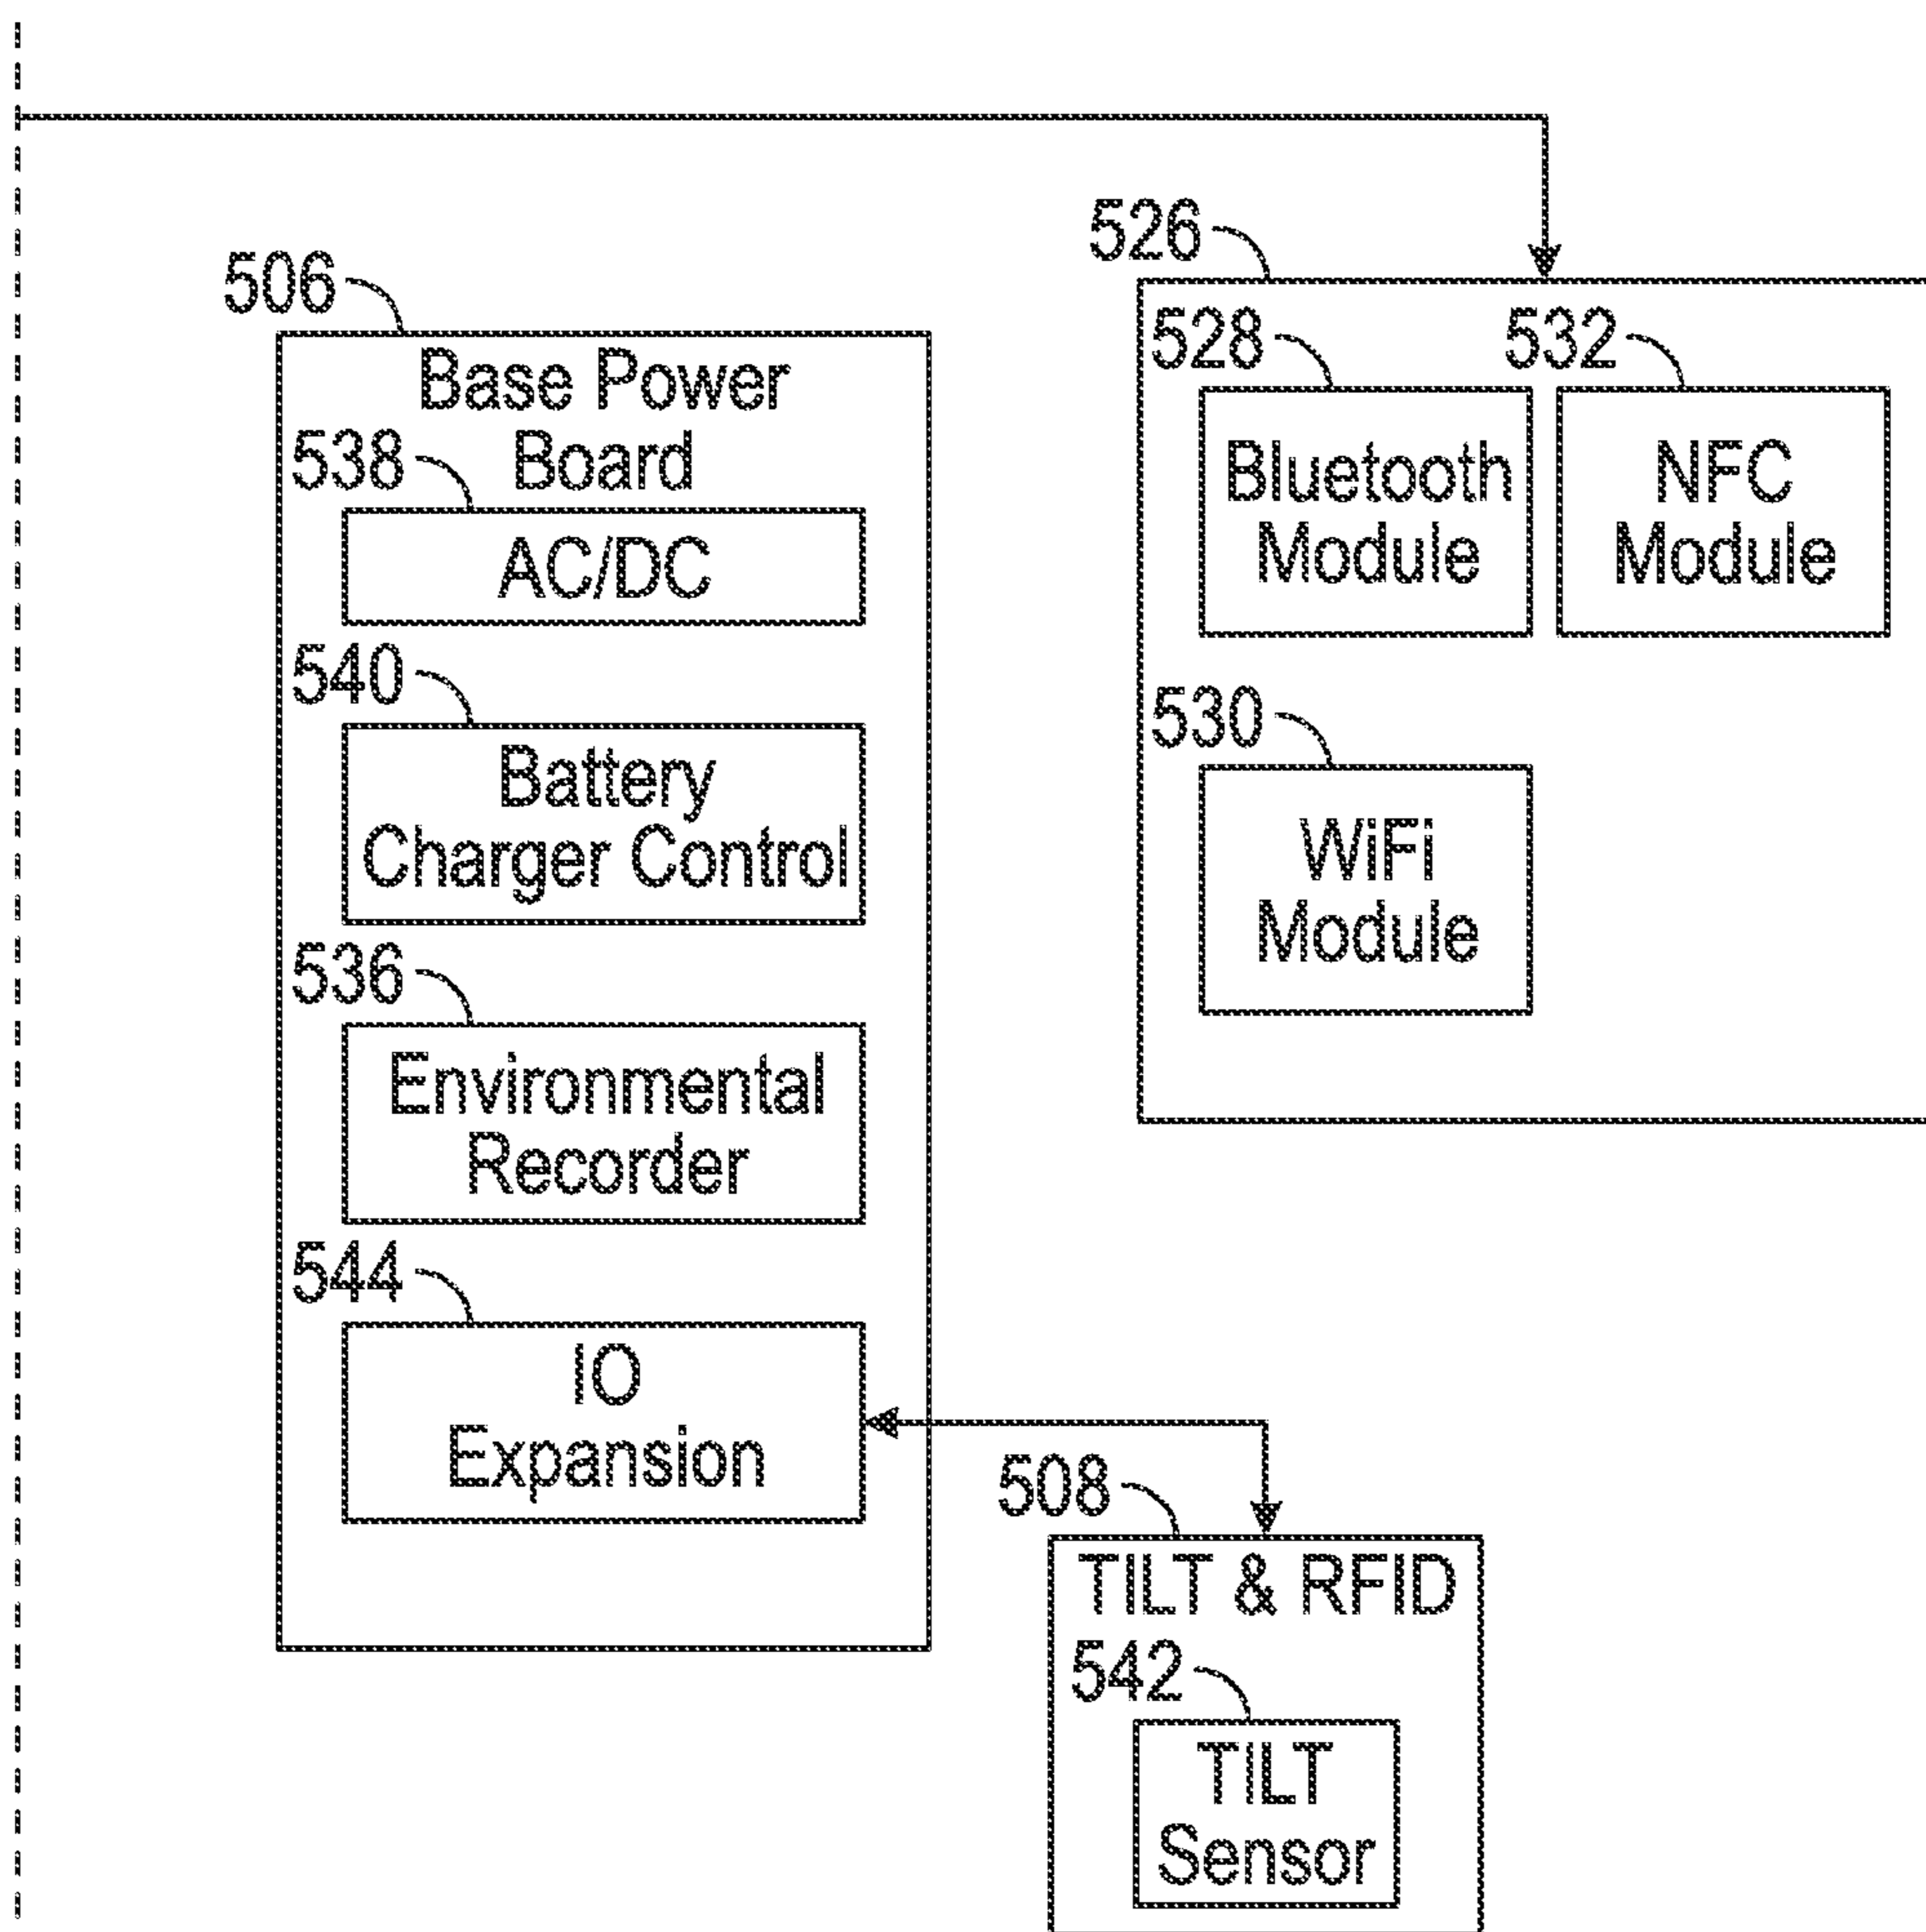 506
Base Power
Board
538
AC/DC
540
Battery
Charger Control
536
Environmental
Recorder
544
IO
Expansion
526
528
Bluetooth
Module
532
NFC
Module
530
WiFi
Module
508
TILT & RFID
542
TILT
Sensor